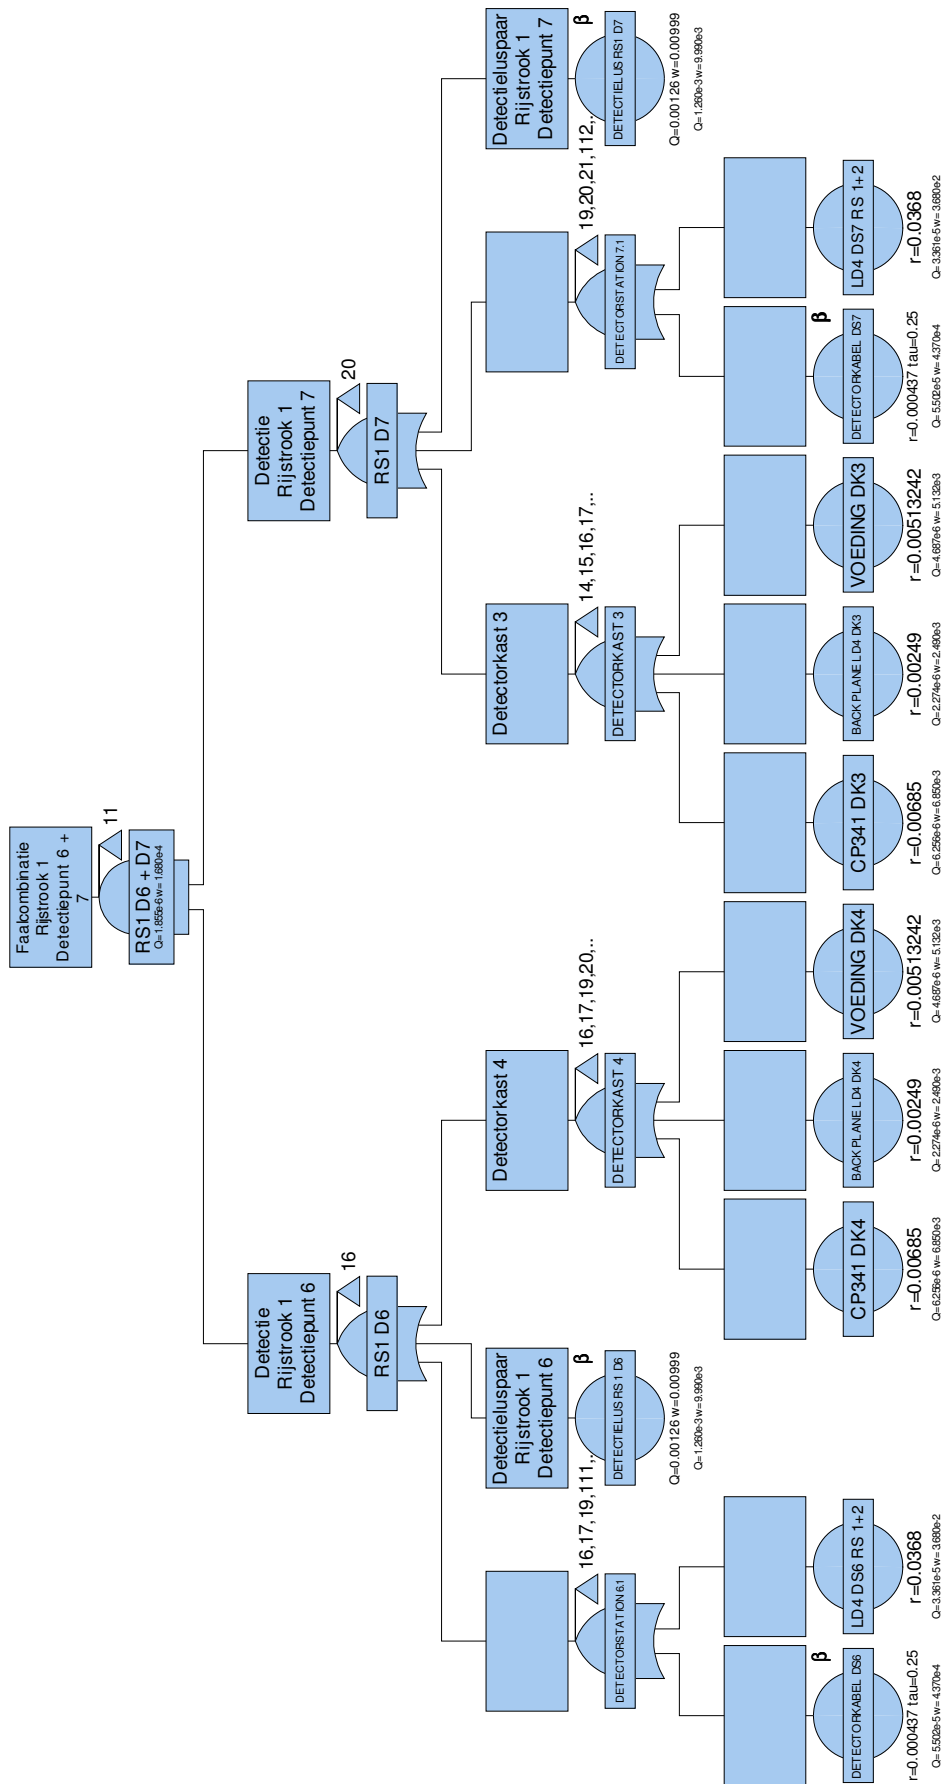 Faalcombinatie
Rijstrook 1
Detectiepunt 6 +
7
11
RS1 D6 + D7
Q=1.855e-6 w=1.680e-4
Detectie
Rijstrook 1
Detectiepunt 6
16
RS1 D6
Detectie
Rijstrook 1
Detectiepunt 7
20
RS1 D7
16,17,19,111,..
DETECTORSTATION 6.1
Detectieluspaar
Rijstrook 1
Detectiepunt 6
β
DETECTIELUS RS 1 D6
Q=0.00126 w=0.00999
Q=1.260e-3 w=9.990e-3
Detectorkast 4
16,17,19,20,..
DETECTORKAST 4
Detectorkast 3
14,15,16,17,..
DETECTORKAST 3
19,20,21,112,..
DETECTORSTATION 7.1
Detectieluspaar
Rijstrook 1
Detectiepunt 7
β
DETECTIELUS RS1 D7
Q=0.00126 w=0.00999
Q=1.260e-3 w=9.990e-3
β
DETECTORKABEL DS6
r=0.000437 tau=0.25
Q=5.502e-5 w=4.370e-4
LD4 DS6 RS 1+2
r=0.0368
Q=3.361e-5 w=3.680e-2
CP341 DK4
r=0.00685
Q=6.256e-6 w=6.850e-3
BACK PLANE LD4 DK4
r=0.00249
Q=2.274e-6 w=2.490e-3
VOEDING DK4
r=0.00513242
Q=4.687e-6 w=5.132e-3
CP341 DK3
r=0.00685
Q=6.256e-6 w=6.850e-3
BACK PLANE LD4 DK3
r=0.00249
Q=2.274e-6 w=2.490e-3
VOEDING DK3
r=0.00513242
Q=4.687e-6 w=5.132e-3
β
DETECTORKABEL DS7
r=0.000437 tau=0.25
Q=5.502e-5 w=4.370e-4
LD4 DS7 RS 1+2
r=0.0368
Q=3.361e-5 w=3.680e-2